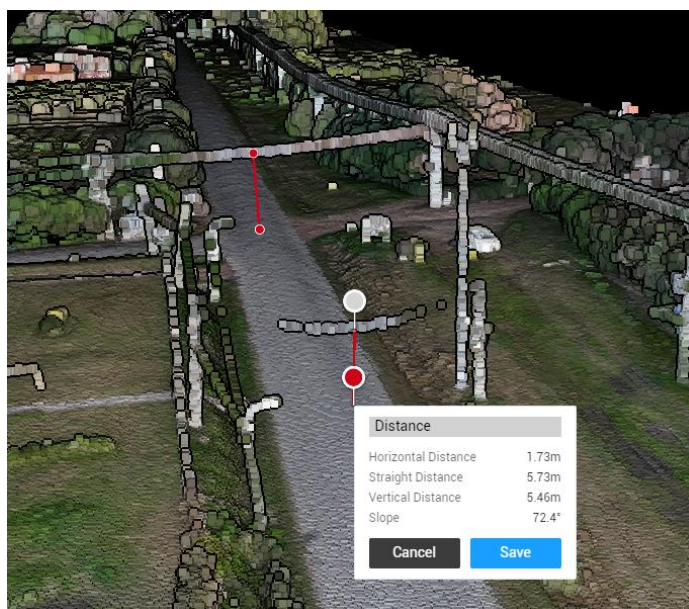 Distance
Horizontal Distance 1.73m
Straight Distance 5.73m
Vertical Distance 5.46m
Slope 72.4°
Cancel Save